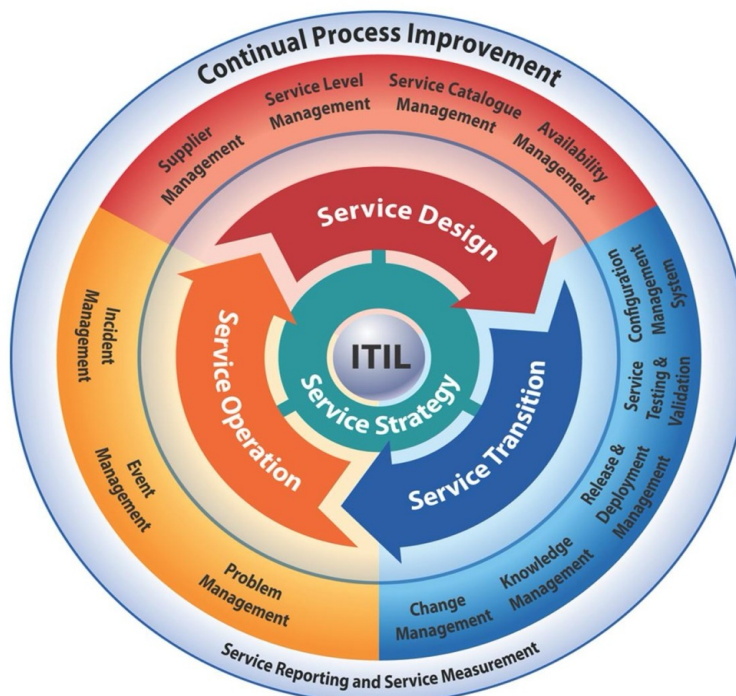 Continual Process Improvement
Supplier
Management
Service Level
Management
Service Catalogue
Management
Availability
Management
Configuration
Management
System
Service
Testing &
Validation
Release &
Deployment
Management
Knowledge
Management
Change
Management
Problem
Management
Event
Management
Incident
Management
Service Design
Service Transition
Service Operation
Service Strategy
ITIL
Service Reporting and Service Measurement